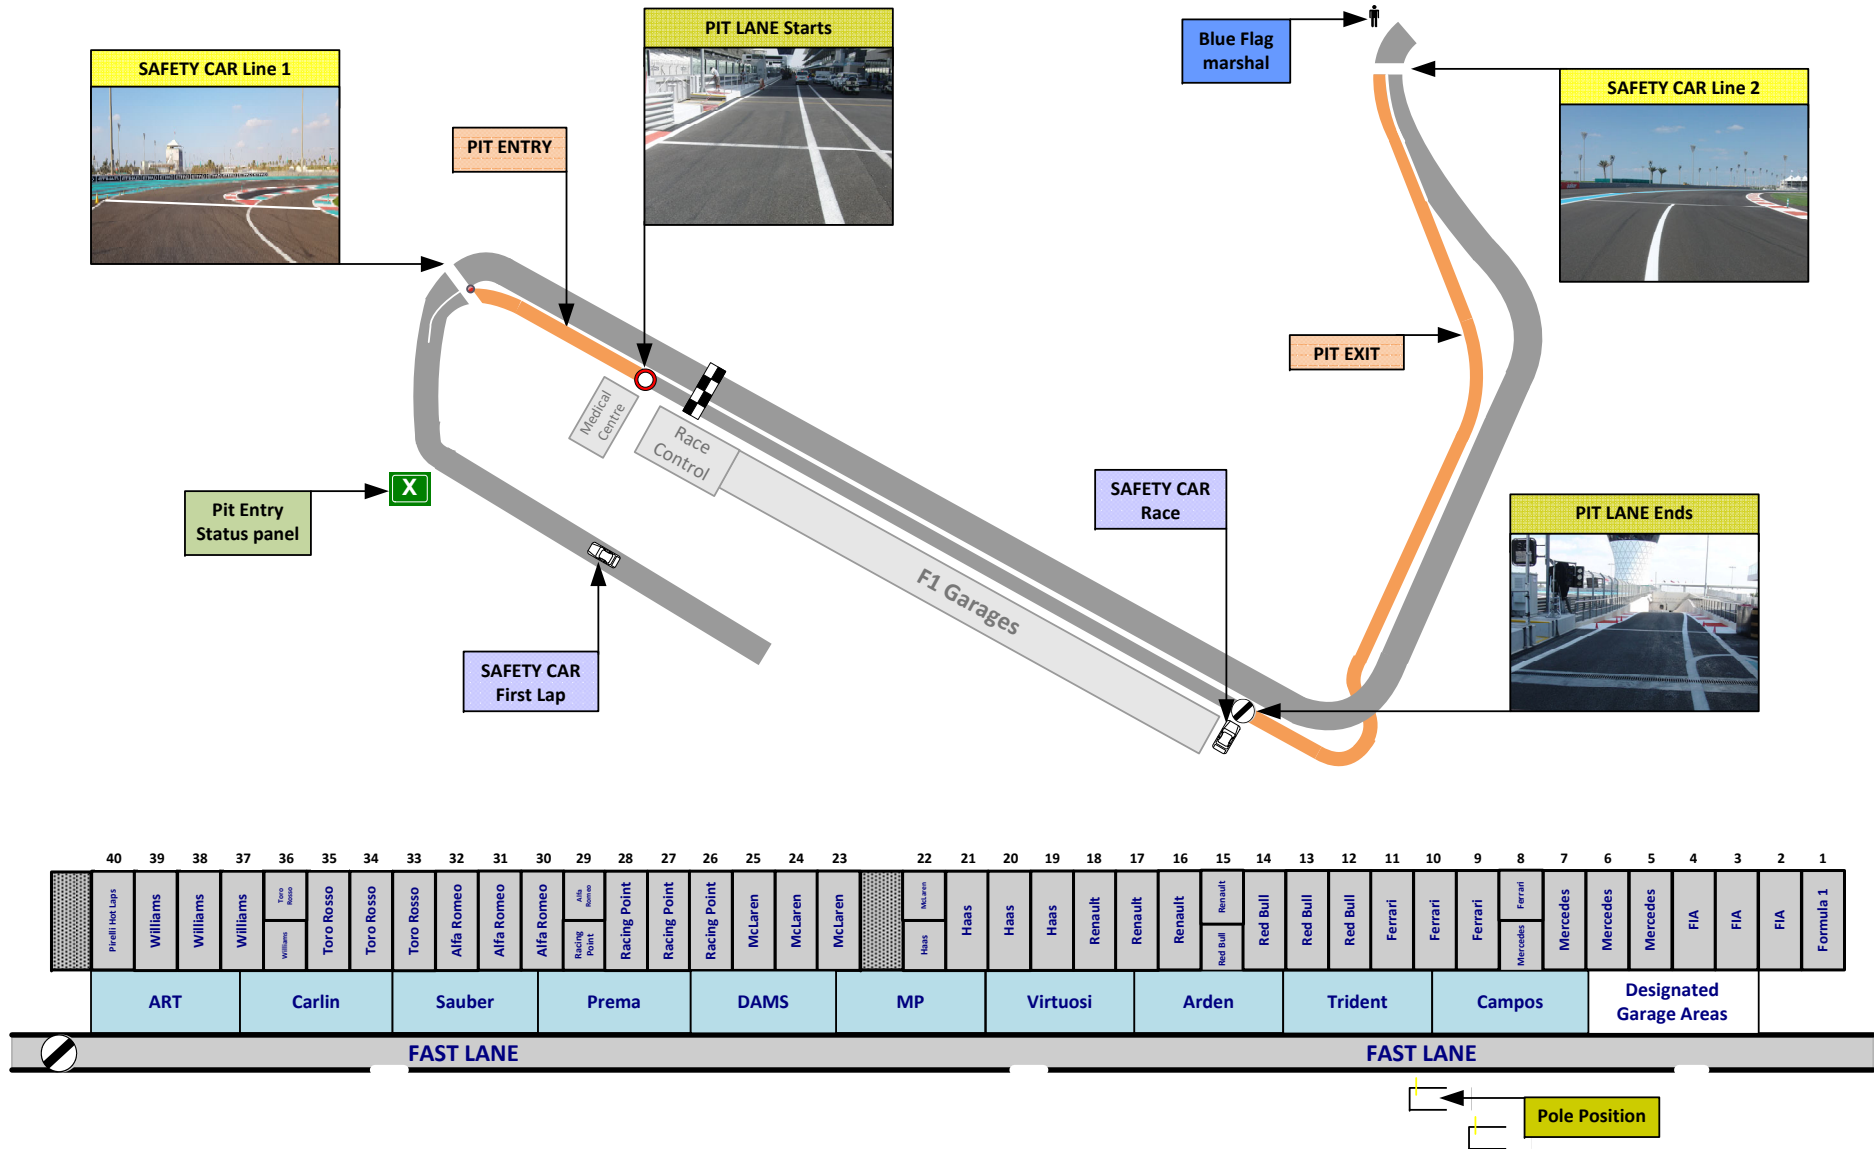 PIT LANE Starts
SAFETY CAR Line 1
Blue Flag
marshal
SAFETY CAR Line 2
PIT ENTRY
PIT EXIT
Medical
Centre
Race
Control
X
Pit Entry
Status panel
SAFETY CAR
Race
PIT LANE Ends
F1 Garages
SAFETY CAR
First Lap
40 39 38 37 36 35 34 33 32 31 30 29 28 27 26 25 24 23 22 21 20 19 18 17 16 15 14 13 12 11 10 9 8 7 6 5 4 3 2 1
Pirelli Hot Laps
Williams
Williams
Williams
Toro
Rosso
Williams
Toro Rosso
Toro Rosso
Toro Rosso
Alfa Romeo
Alfa Romeo
Alfa Romeo
Alfa
Romeo
Racing
Point
Racing Point
Racing Point
Racing Point
McLaren
McLaren
McLaren
McLaren
Haas
Haas
Haas
Haas
Renault
Renault
Renault
Renault
Red Bull
Red Bull
Red Bull
Red Bull
Ferrari
Ferrari
Ferrari
Ferrari
Mercedes
Mercedes
Mercedes
Mercedes
FIA
FIA
FIA
Formula 1
ART Carlin Sauber Prema DAMS MP Virtuosi Arden Trident Campos
Designated
Garage Areas
FAST LANE FAST LANE
Pole Position